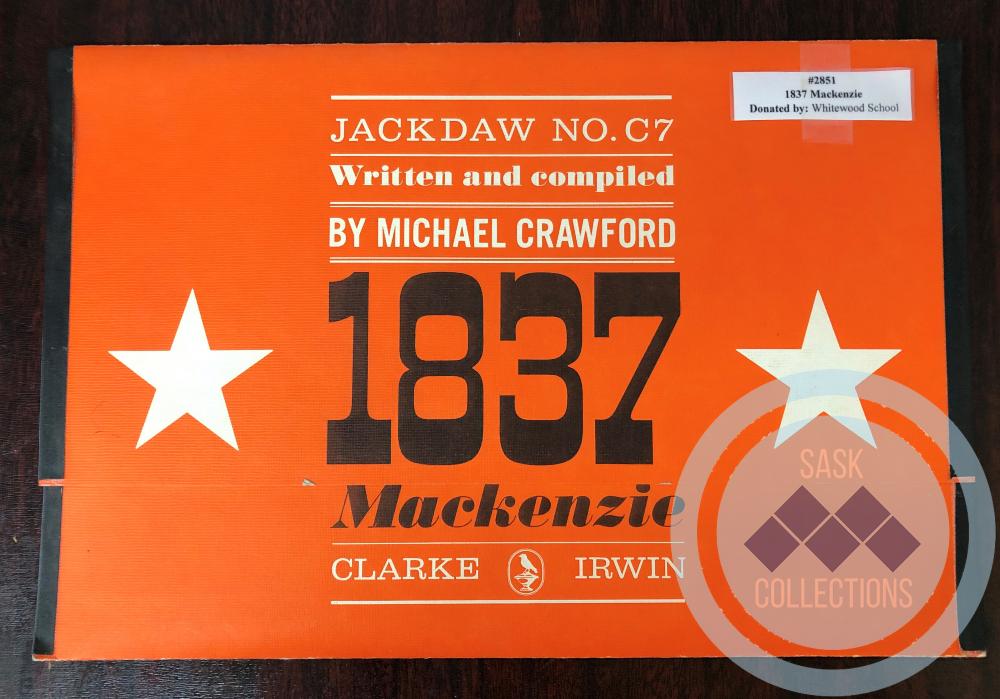 #2851
1837 Mackenzie
Donated by: Whitewood School
JACKDAW NO. C7
Written and compiled
BY MICHAEL CRAWFORD
1837
Mackenzie
CLARKE IRWIN
SASK
COLLECTIONS